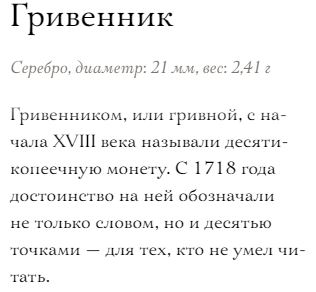 Гривенник
Серебро, диаметр: 21 мм, вес: 2,41 г
Гривенником, или гривной, с на-
чала XVIII века называли десяти-
копеечную монету. С 1718 года
достоинство на ней обозначали
не только словом, но и десятью
точками — для тех, кто не умел чи-
тать.